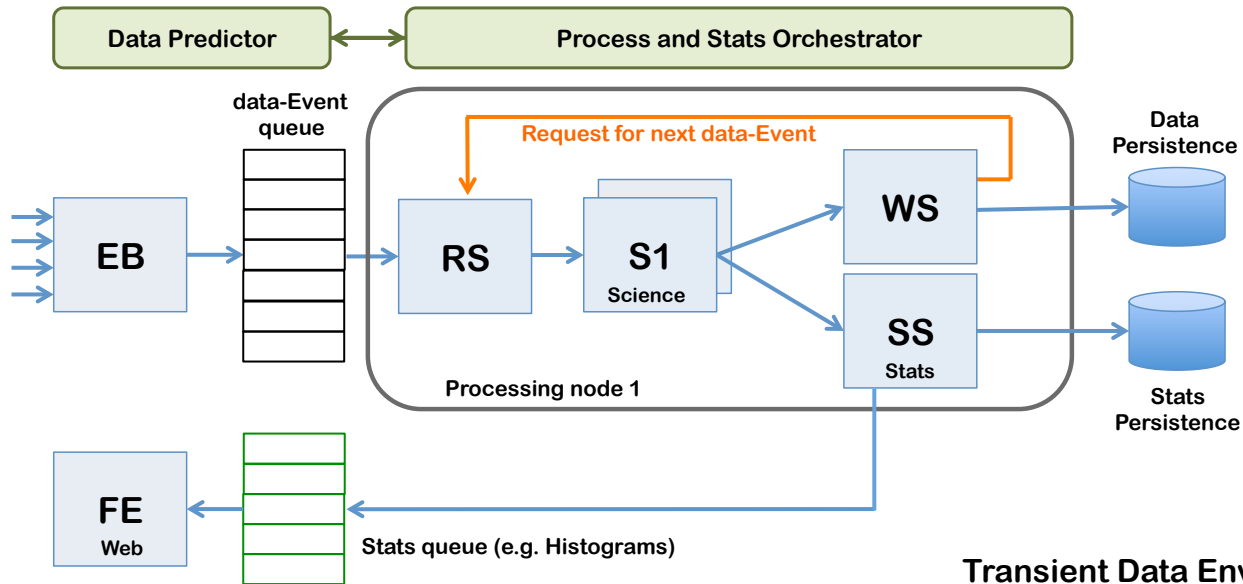 Data Predictor
Process and Stats Orchestrator
data-Event
queue
Request for next data-Event
Data
Persistence
EB
RS
S1
Science
WS
SS
Stats
Processing node 1
Stats
Persistence
FE
Web
Stats queue (e.g. Histograms)
Transient Data Env